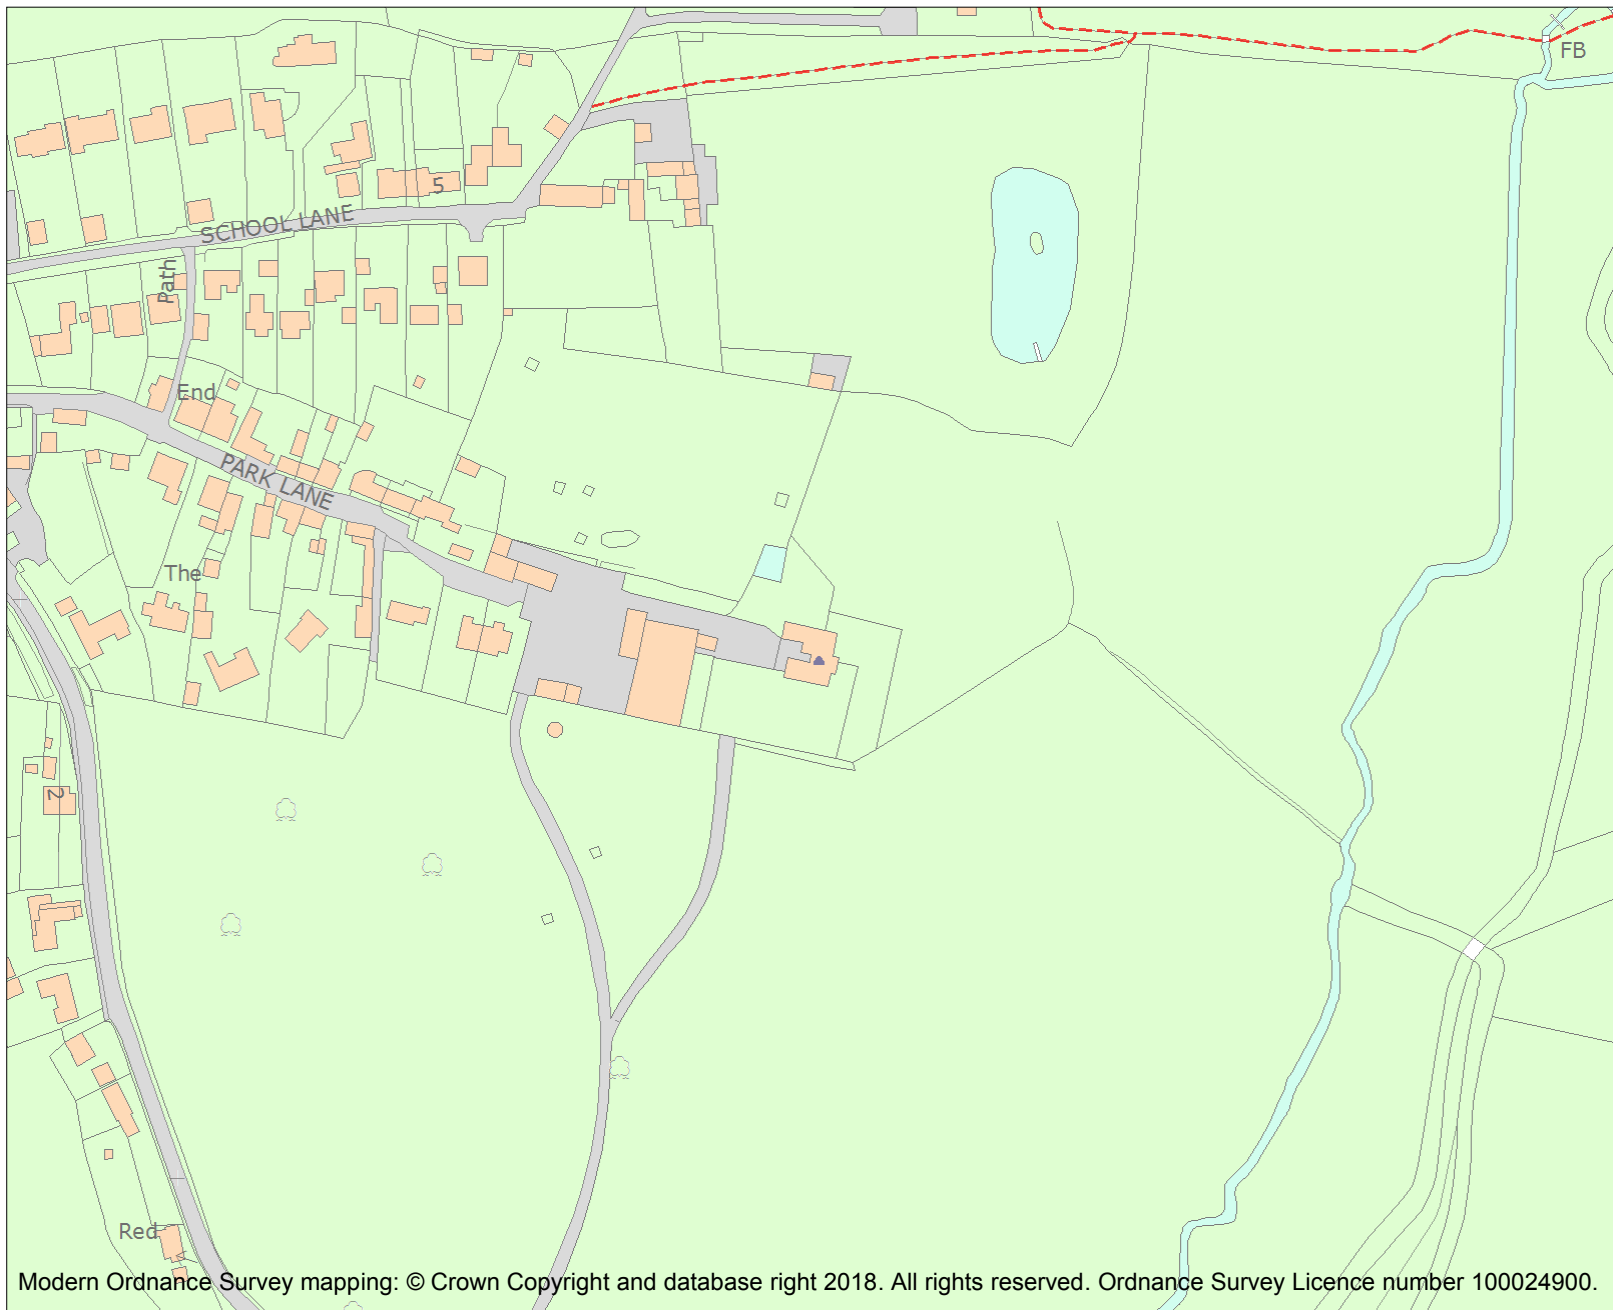 FB
5
SCHOOL LANE
Path
End
PARK LANE
The
2
Red
Modern Ordnance Survey mapping: © Crown Copyright and database right 2018. All rights reserved. Ordnance Survey Licence number 100024900.